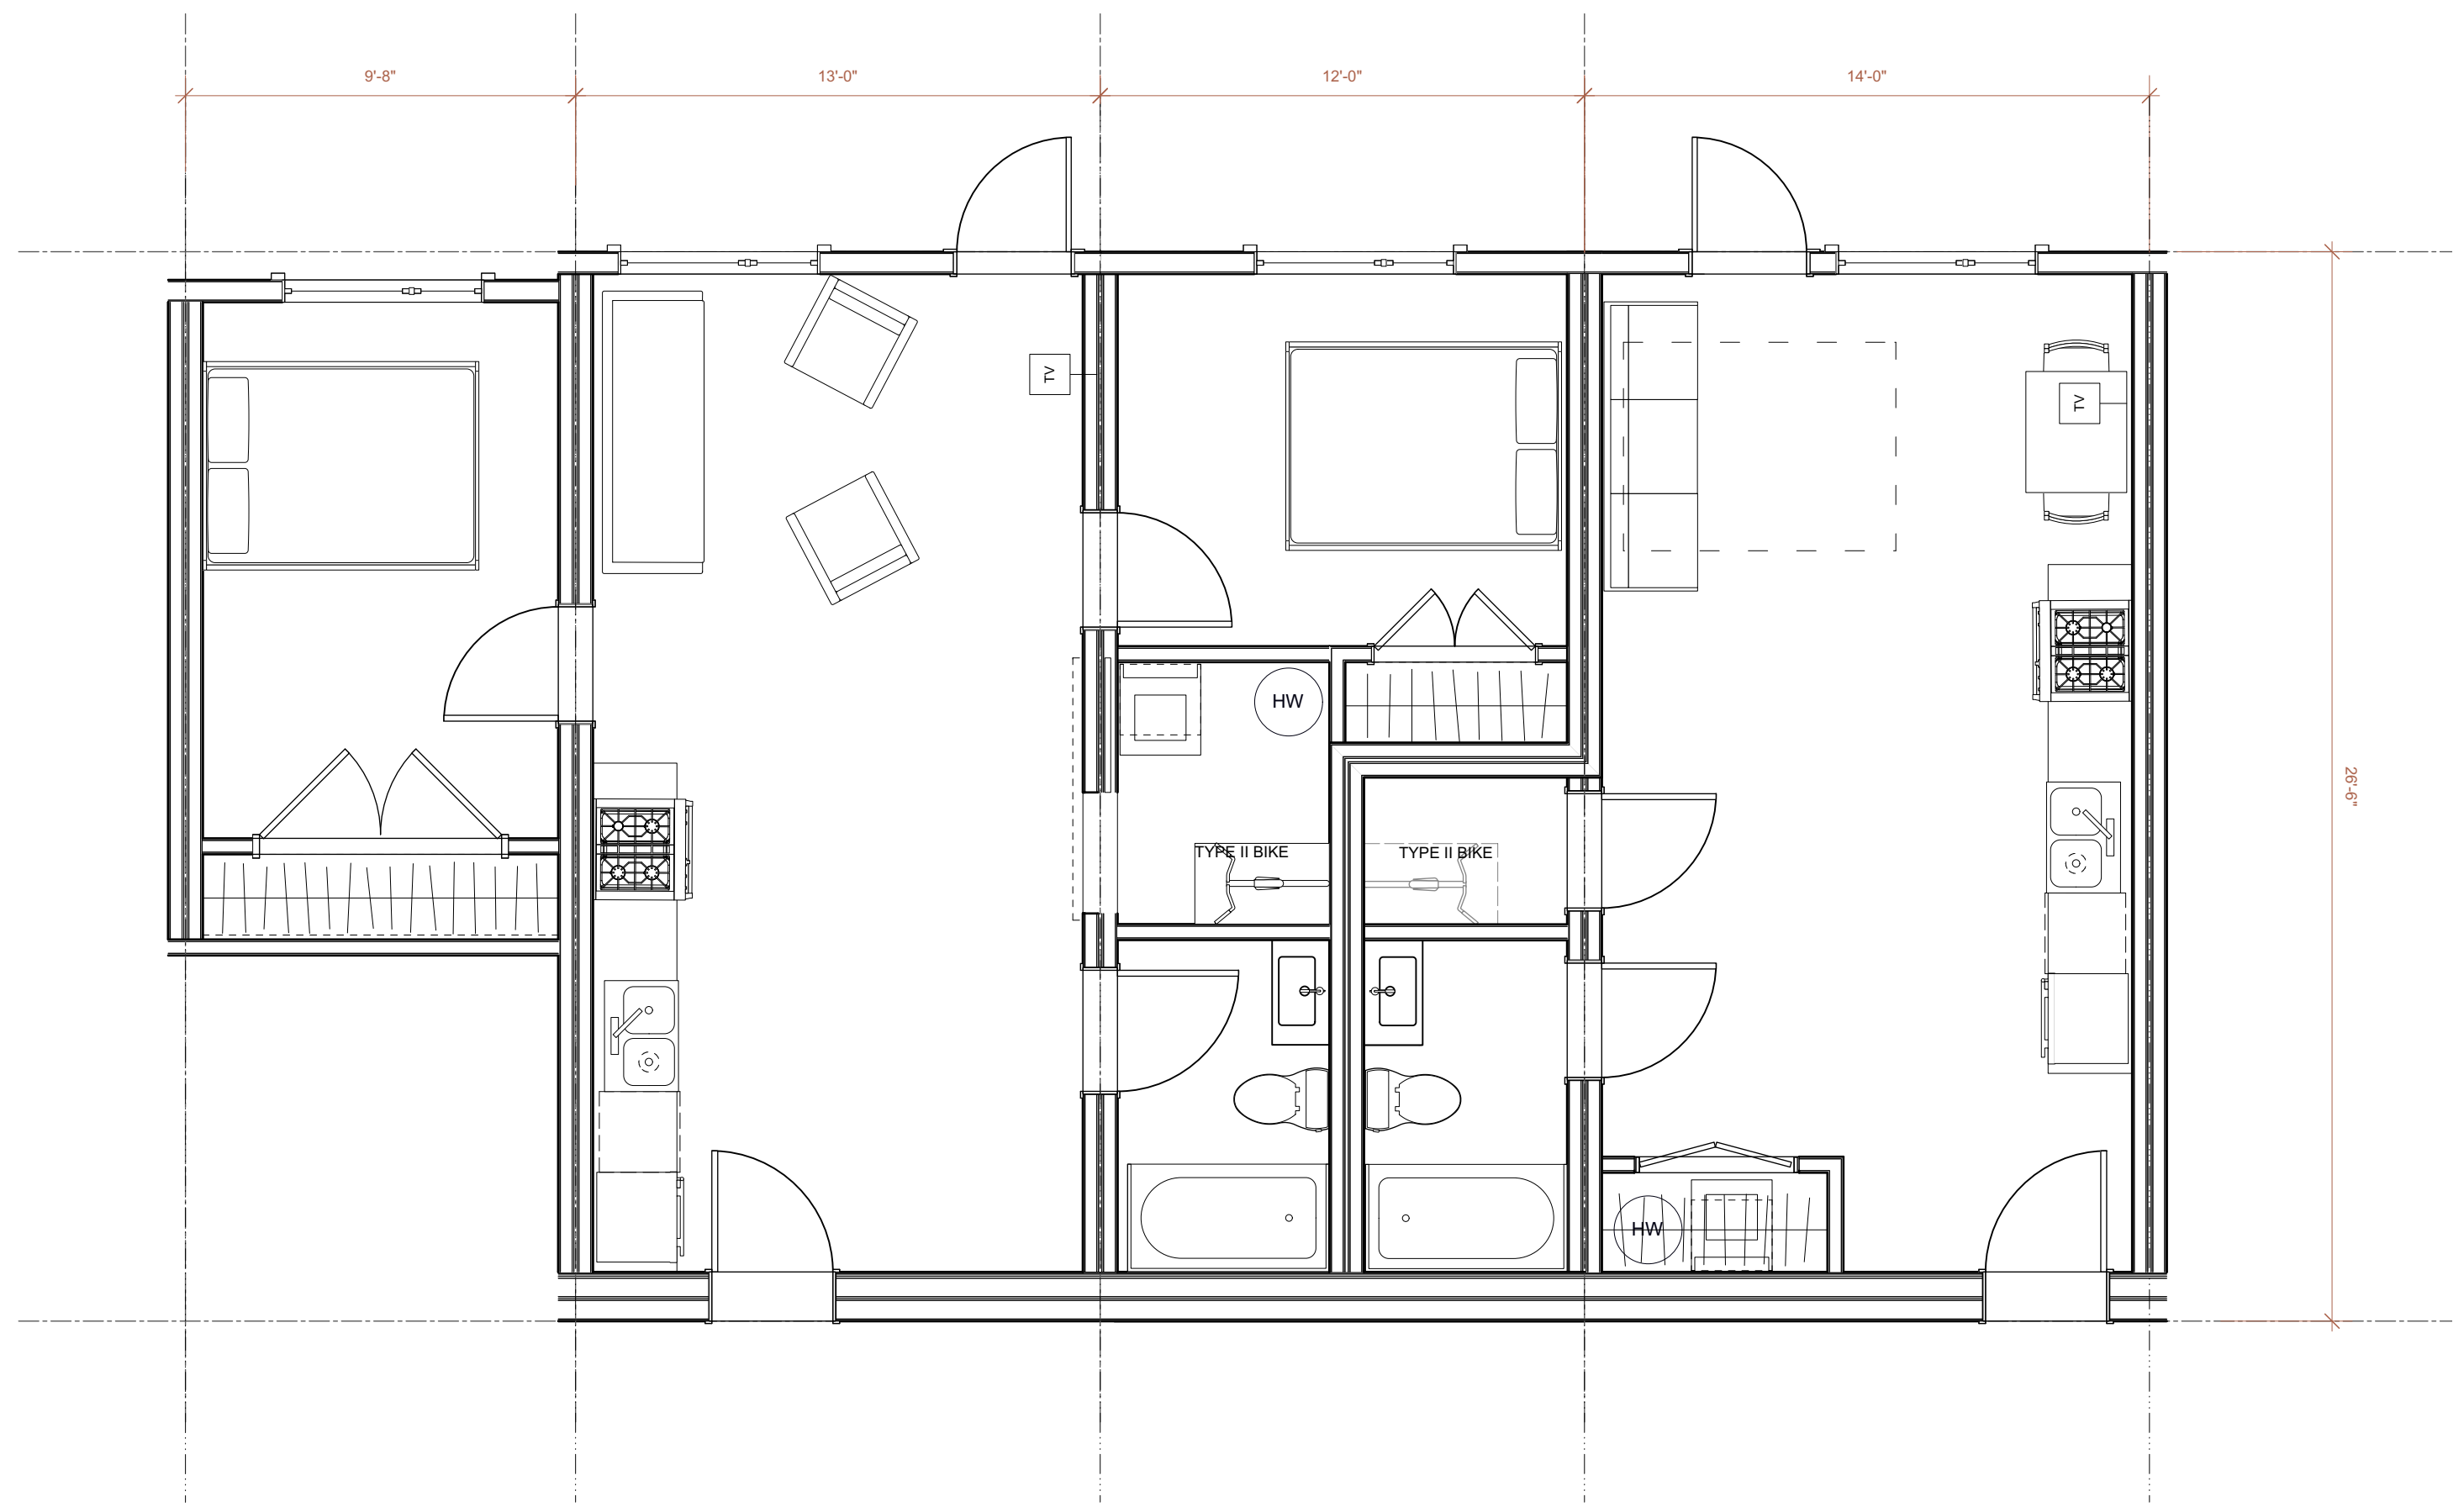 9'-8"
13'-0"
12'-0"
14'-0"
TV
TV
HW
26'-6"
TYPE II BIKE
TYPE II BIKE
HW